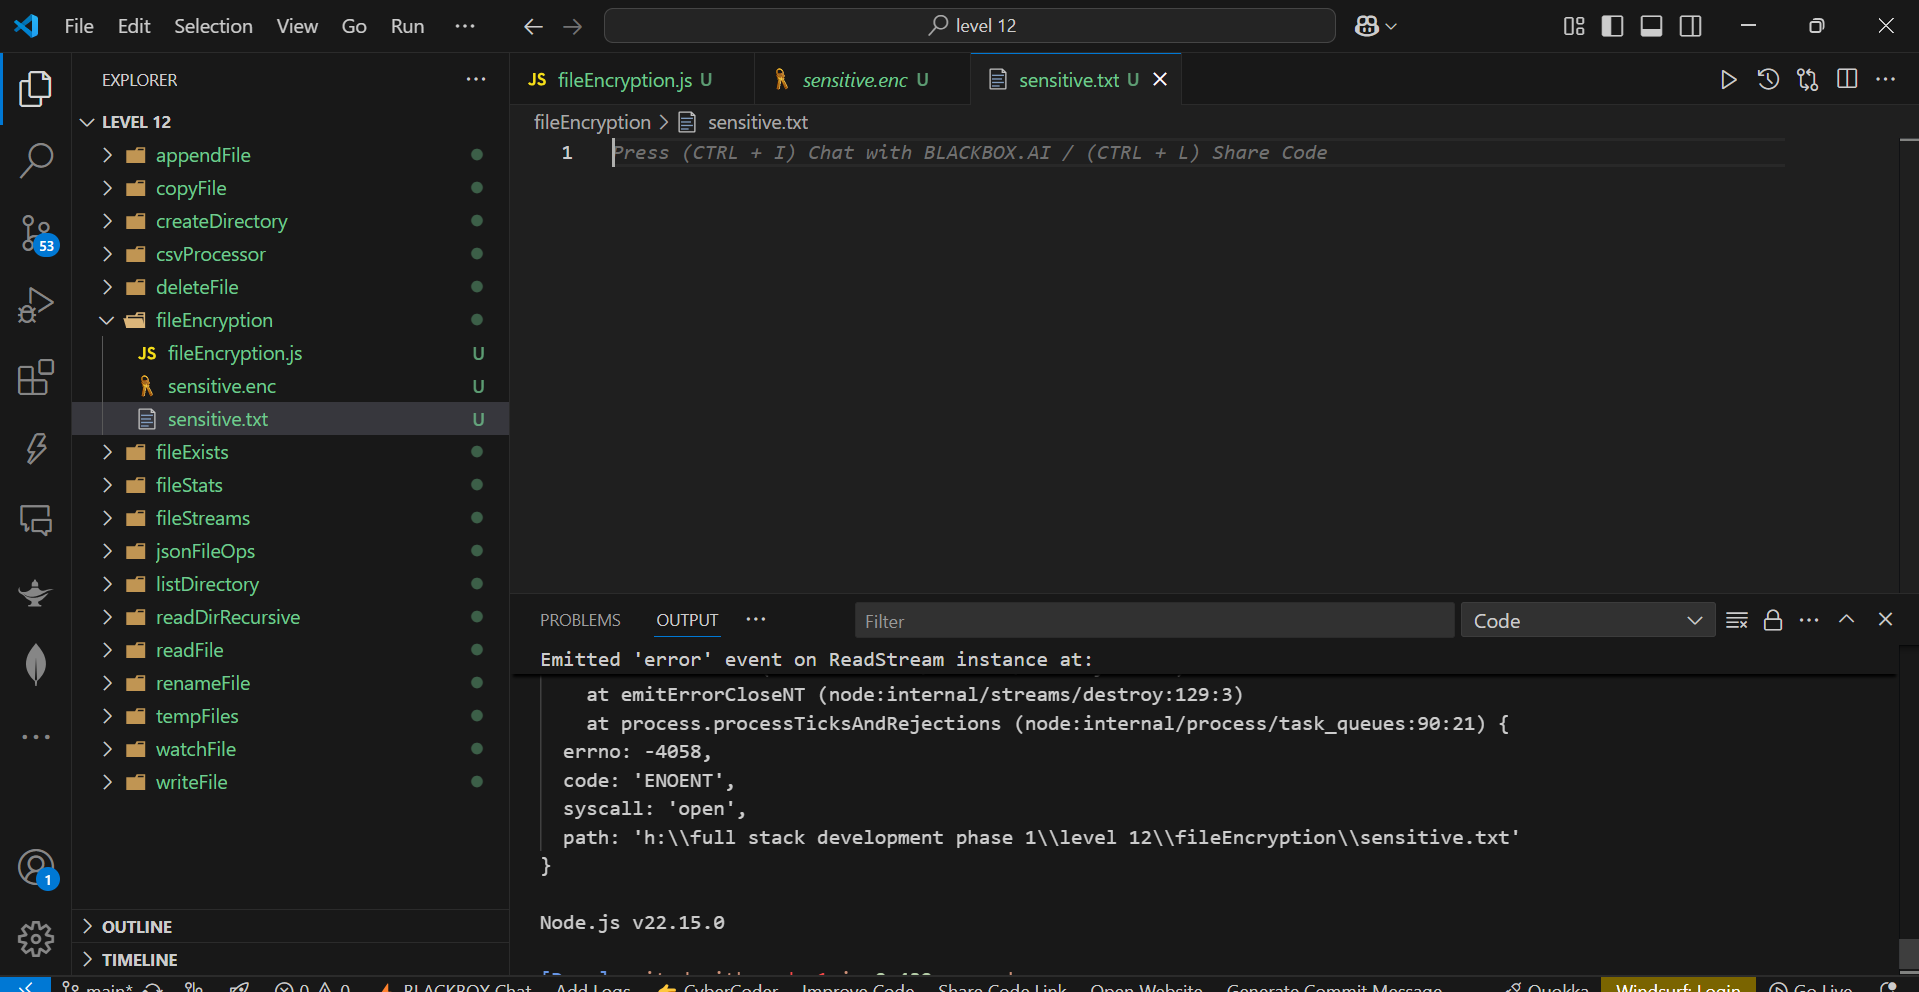 File Edit Selection View Go Run ··· level 12
EXPLORER ···
LEVEL 12
appendFile
copyFile
createDirectory
csvProcessor
deleteFile
fileEncryption
JS fileEncryption.js U
sensitive.enc U
sensitive.txt U
fileExists
fileStats
fileStreams
jsonFileOps
listDirectory
readDirRecursive
readFile
renameFile
tempFiles
watchFile
writeFile
OUTLINE
TIMELINE
53
1
JS fileEncryption.js U sensitive.enc U sensitive.txt U
fileEncryption > sensitive.txt
1 Press (CTRL + I) Chat with BLACKBOX.AI / (CTRL + L) Share Code
PROBLEMS OUTPUT ··· Filter Code
Emitted 'error' event on ReadStream instance at:
at emitErrorCloseNT (node:internal/streams/destroy:129:3)
at process.processTicksAndRejections (node:internal/process/task_queues:90:21) {
errno: -4058,
code: 'ENOENT',
syscall: 'open',
path: 'h:\\full stack development phase 1\\level 12\\fileEncryption\\sensitive.txt'
}
Node.js v22.15.0
main* 0 0 BLACKBOX Chat Add Logs CyberCoder Improve Code Share Code Link Open Website Generate Commit Message Quokka Windsurf: Login Go Live